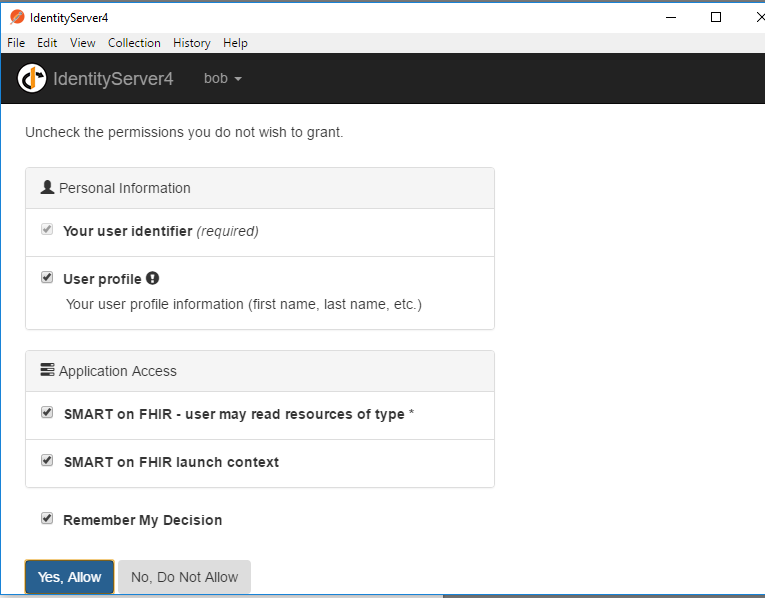 IdentityServer4
File Edit View Collection History Help
IdentityServer4 bob
Uncheck the permissions you do not wish to grant.
Personal Information
Your user identifier (required)
User profile
Your user profile information (first name, last name, etc.)
Application Access
SMART on FHIR - user may read resources of type *
SMART on FHIR launch context
Remember My Decision
Yes, Allow No, Do Not Allow